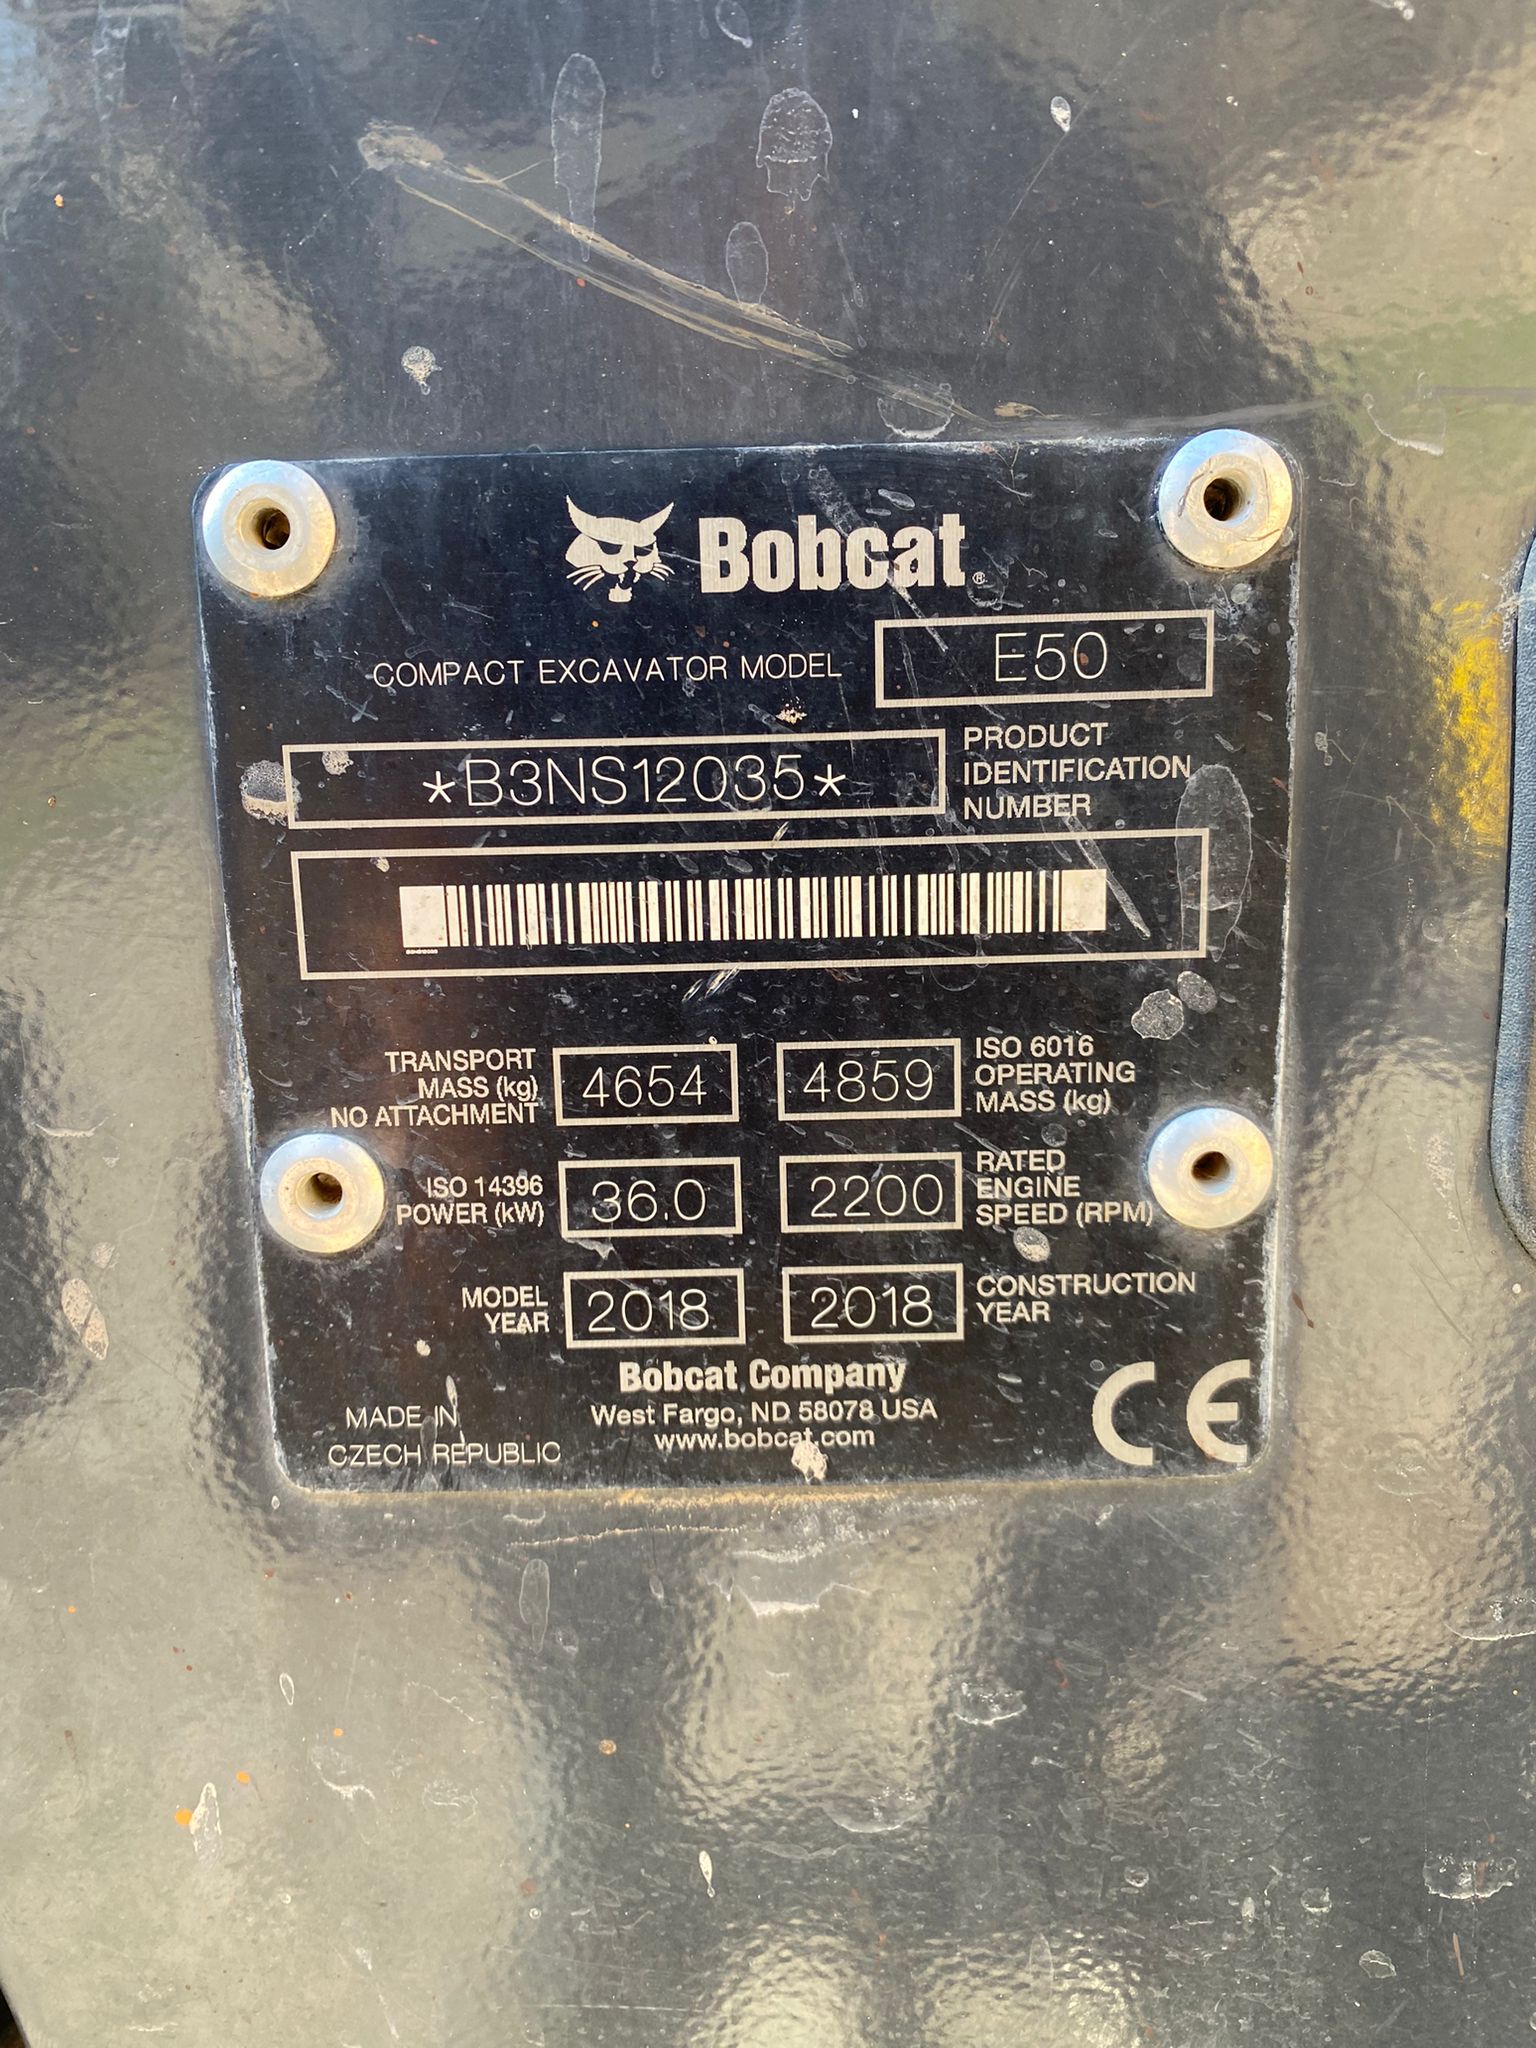 Bobcat®
COMPACT EXCAVATOR MODEL E50
*B3NS12035* PRODUCT
IDENTIFICATION
NUMBER
TRANSPORT
MASS (kg)
NO ATTACHMENT
4654
4859
ISO 6016
OPERATING
MASS (kg)
ISO 14396
POWER (kW)
36.0
2200
RATED
ENGINE
SPEED (RPM)
MODEL
YEAR
2018
2018
CONSTRUCTION
YEAR
Bobcat Company
West Fargo, ND 58078 USA
www.bobcat.com
MADE IN
CZECH REPUBLIC
CE